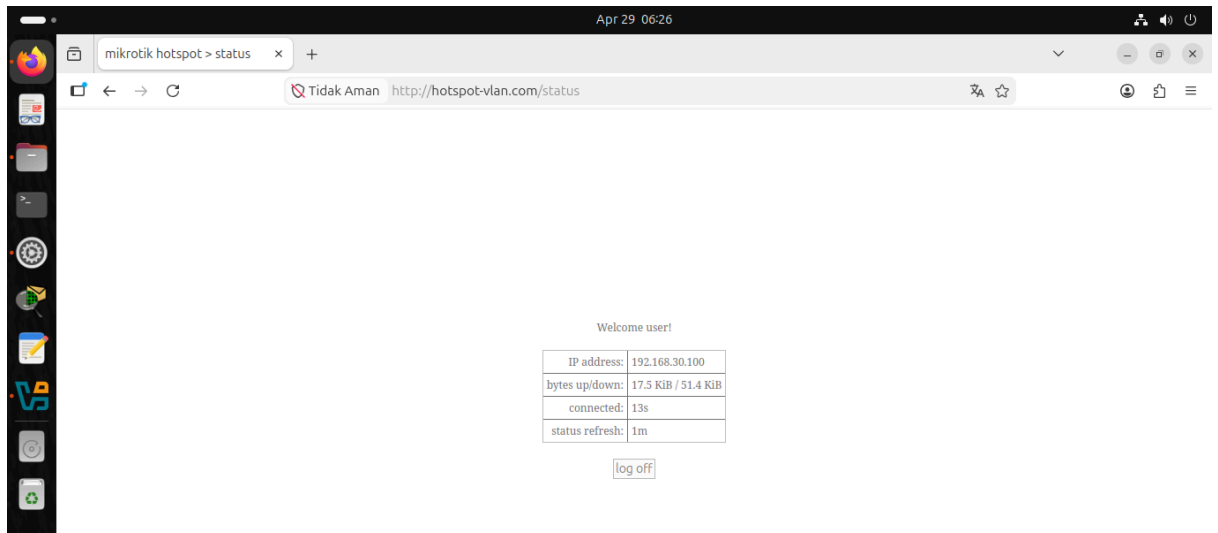 Apr 29 06:26
mikrotik hotspot > status
Tidak Aman http://hotspot-vlan.com/status
Welcome user!
IP address: 192.168.30.100
bytes up/down: 17.5 KiB / 51.4 KiB
connected: 13s
status refresh: 1m
log off